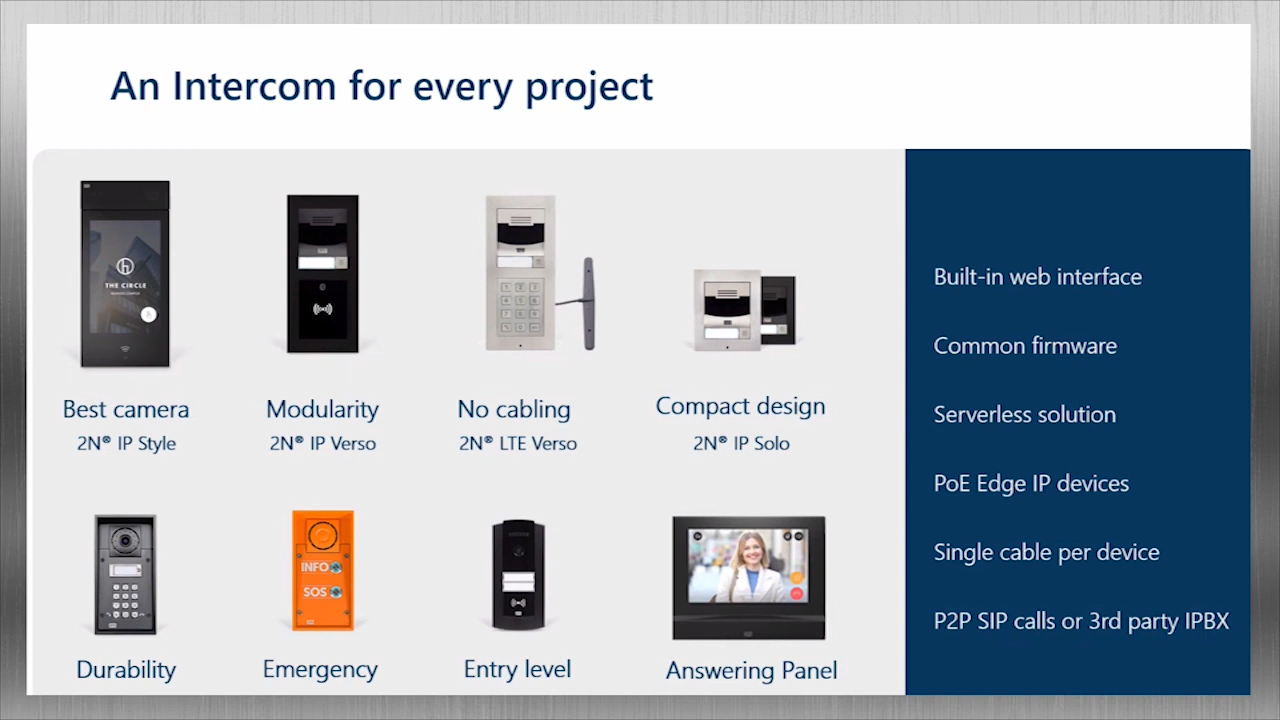 An Intercom for every project
THE CIRCLE
Best camera
2N® IP Style
Modularity
2N® IP Verso
No cabling
2N® LTE Verso
Compact design
2N® IP Solo
INFO
SOS
Durability
Emergency
Entry level
Answering Panel
Built-in web interface
Common firmware
Serverless solution
PoE Edge IP devices
Single cable per device
P2P SIP calls or 3rd party IPBX